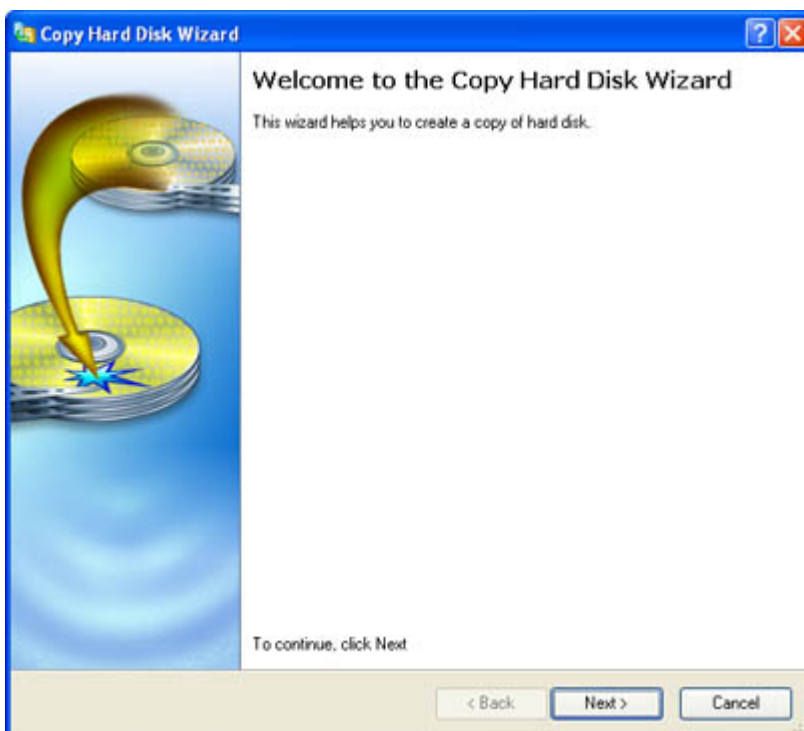 Copy Hard Disk Wizard
Welcome to the Copy Hard Disk Wizard
This wizard helps you to create a copy of hard disk.
To continue, click Next
< Back
Next >
Cancel